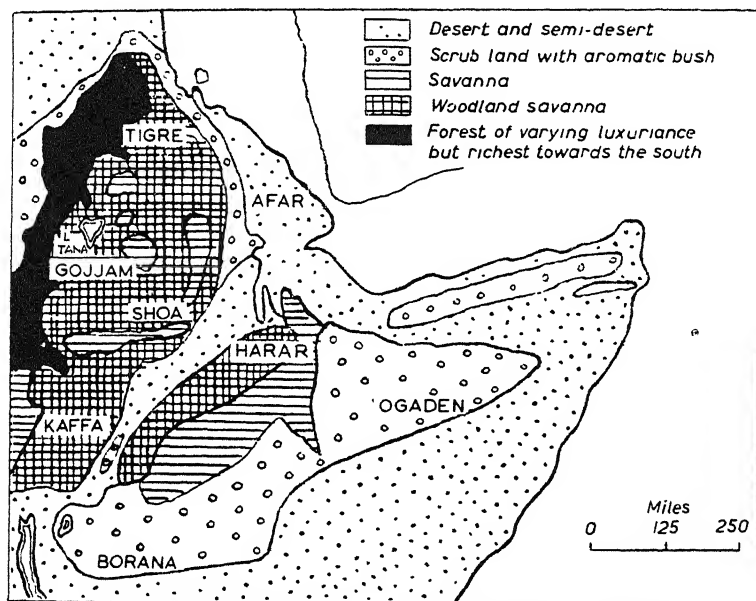 Desert and semi-desert
Scrub land with aromatic bush
Savanna
Woodland savanna
Forest of varying luxuriance
but richest towards the south
TIGRE
AFAR
L
TANA
GOJJAM
SHOA
HARAR
OGADEN
KAFFA
BORANA
Miles
0 125 250